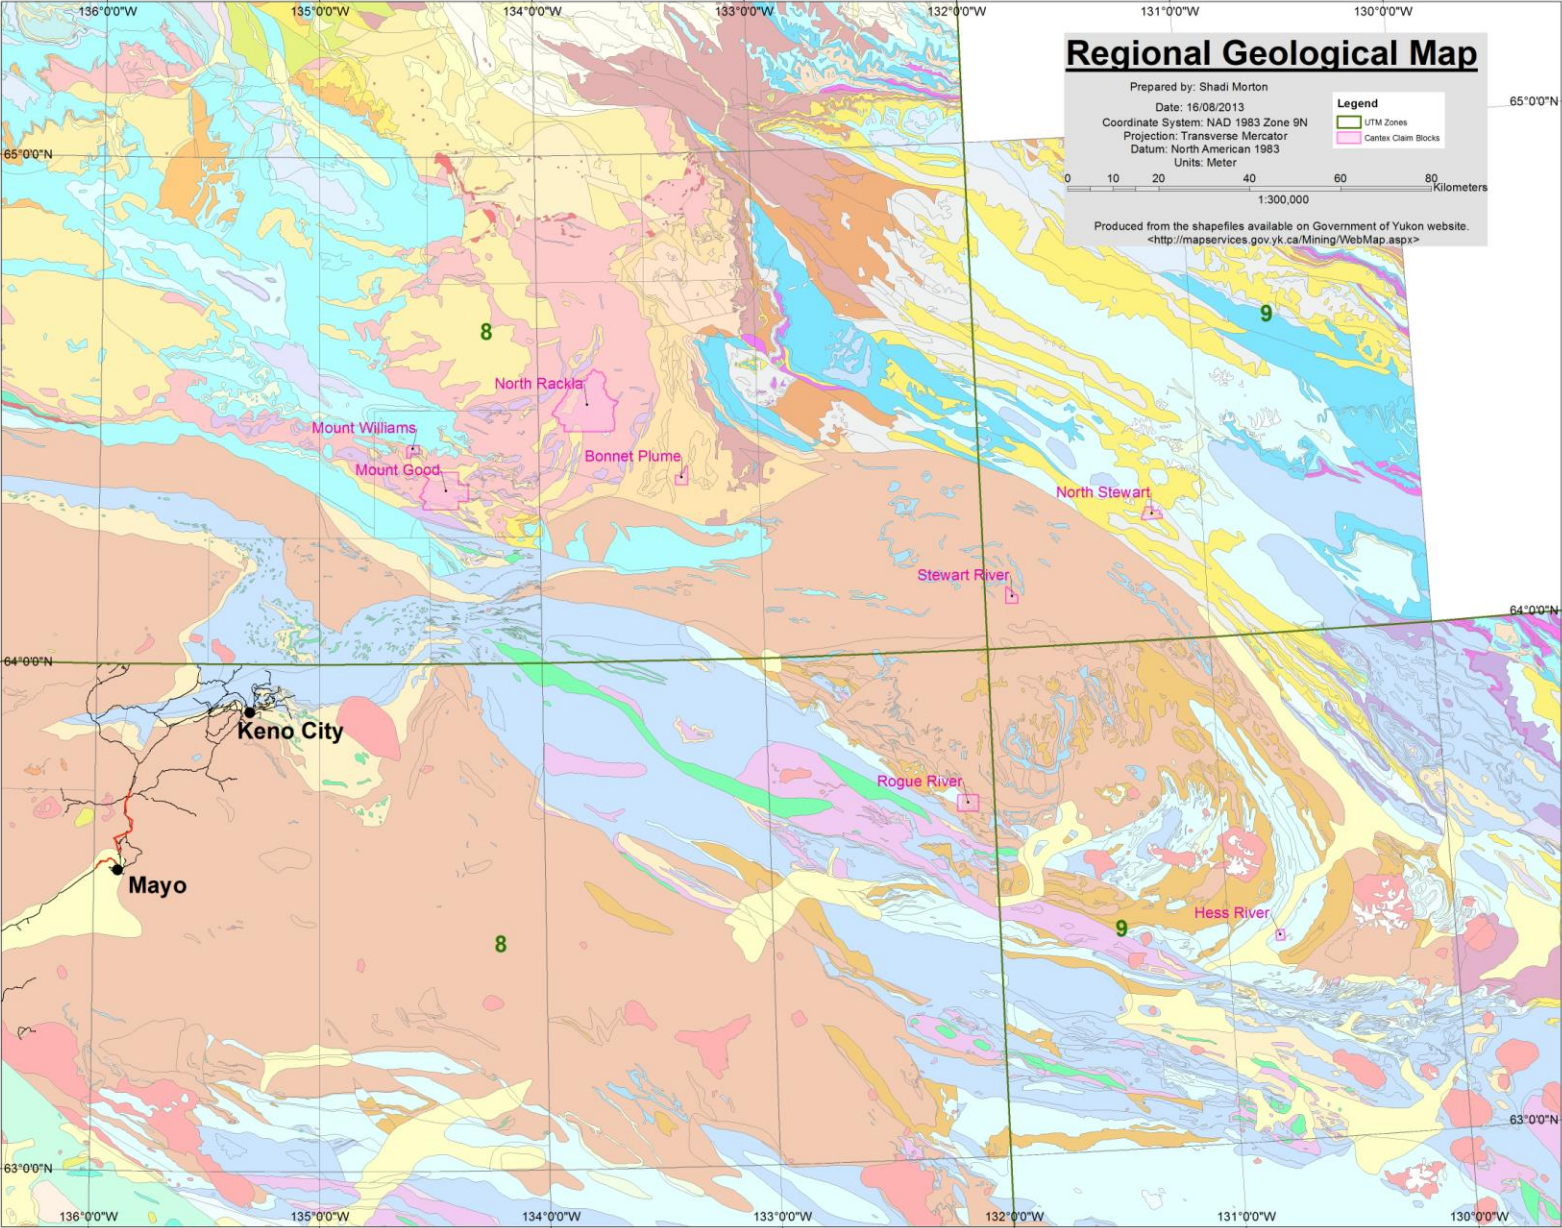 136°0'0"W 135°0'0"W 134°0'0"W 133°0'0"W 132°0'0"W 131°0'0"W 130°0'0"W
Regional Geological Map
Prepared by: Shadi Morton
Date: 16/08/2013
Coordinate System: NAD 1983 Zone 9N
Projection: Transverse Mercator
Datum: North American 1983
Units: Meter
Legend
UTM Zones
Cantex Claim Blocks
0 10 20 40 60 80
Kilometers
1:300,000
Produced from the shapefiles available on Government of Yukon website.
<http://mapservices.gov.yk.ca/Mining/WebMap.aspx>
65°0'0"N
65°0'0"N
8
9
North Rackla
Mount Williams
Bonnet Plume
Mount Good
North Stewart
Stewart River
64°0'0"N
64°0'0"N
Keno City
Rogue River
Mayo
Hess River
8
9
63°0'0"N
63°0'0"N
136°0'0"W 135°0'0"W 134°0'0"W 133°0'0"W 132°0'0"W 131°0'0"W 130°0'0"W